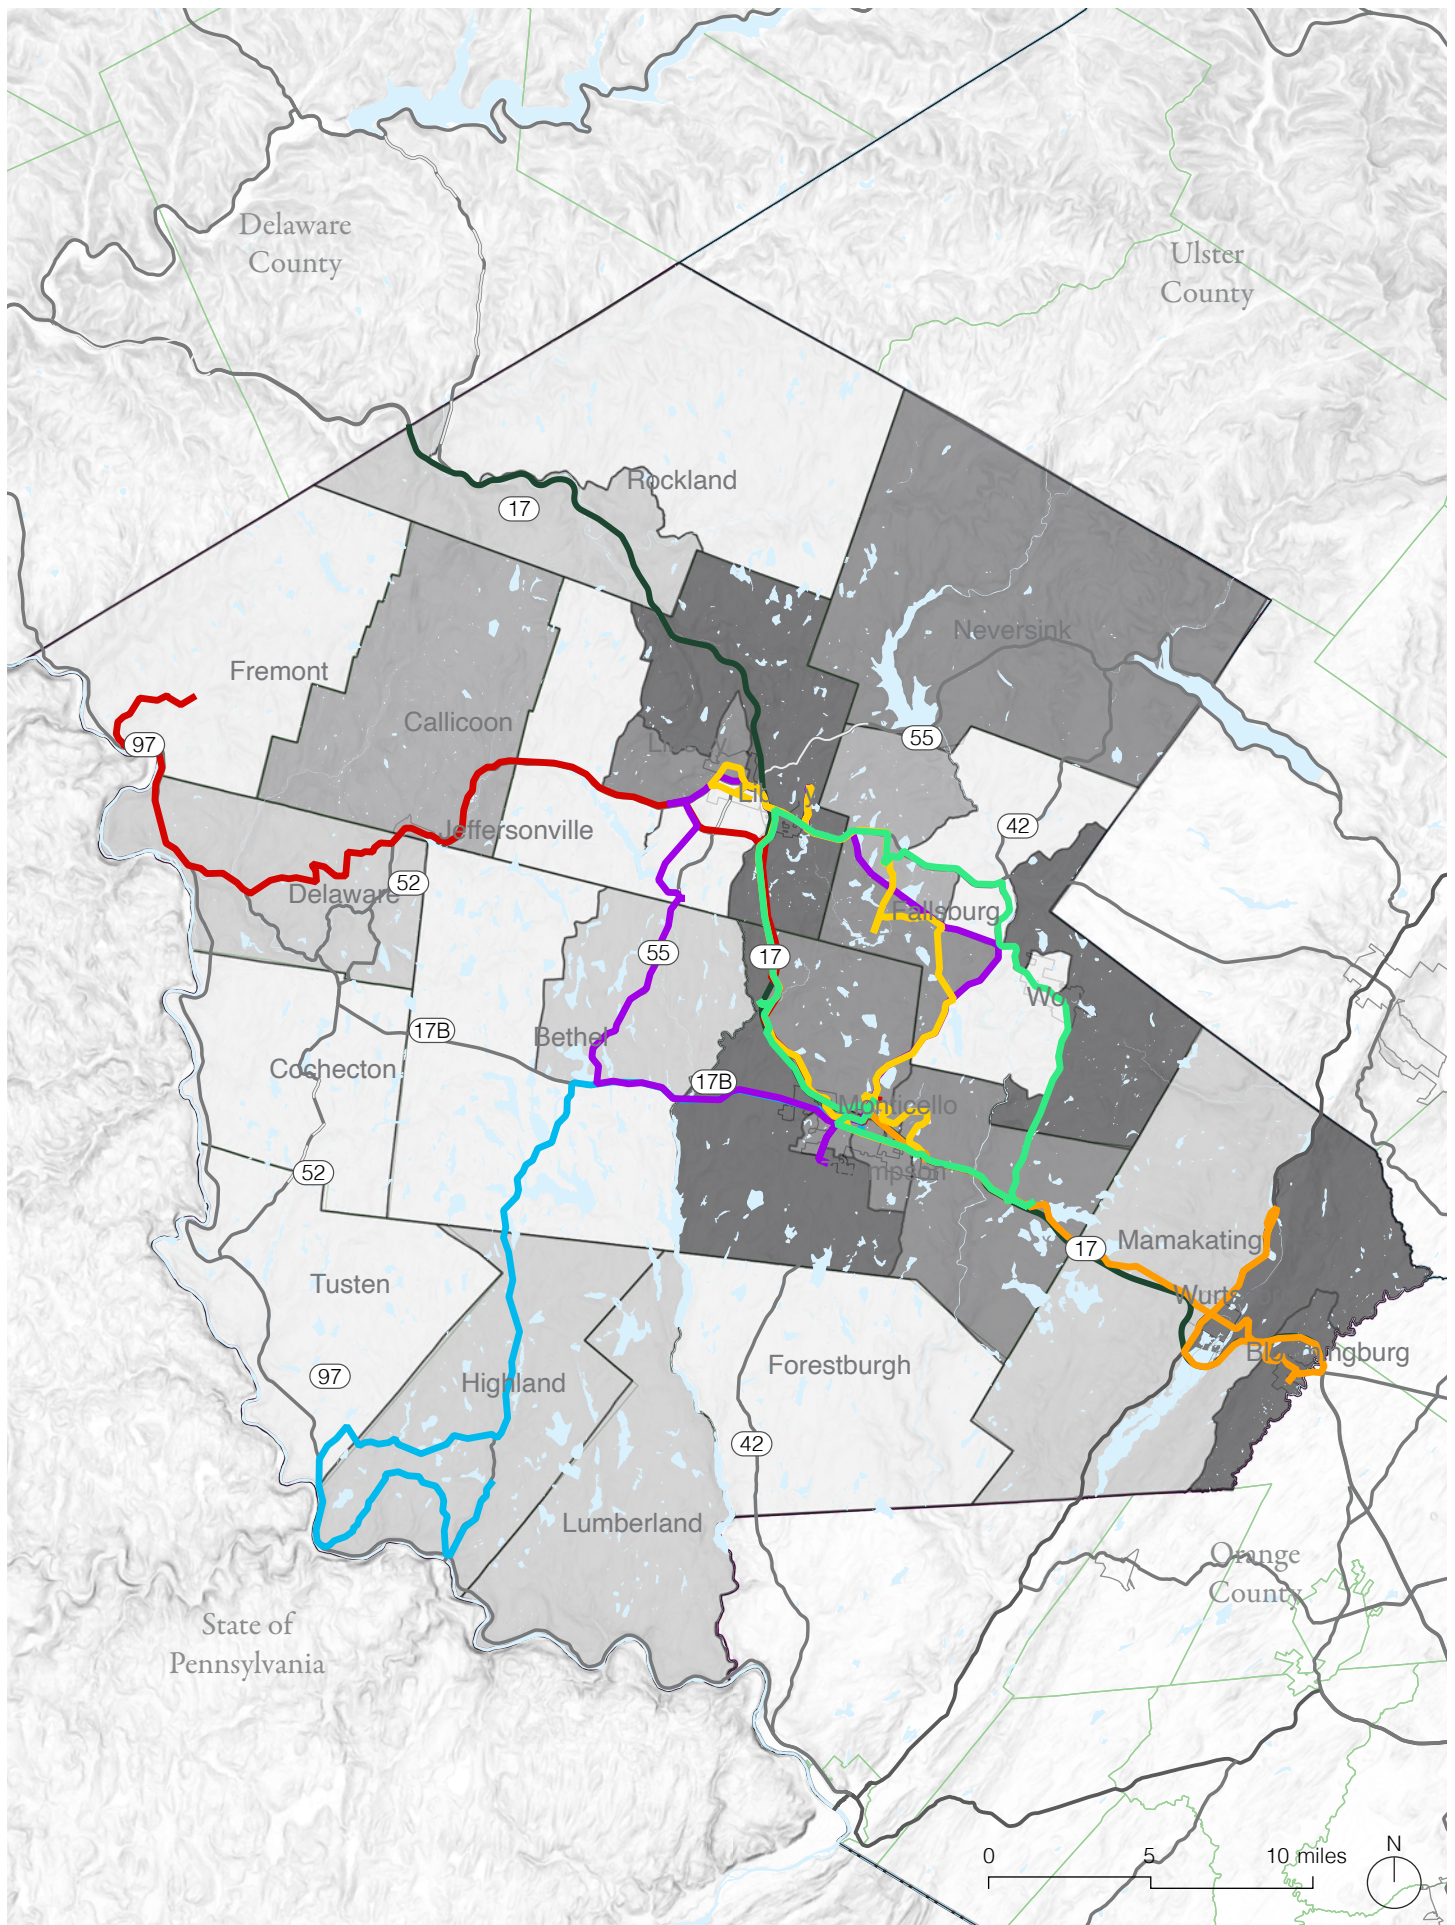 Delaware
County
Ulster
County
Rockland
17
Neversink
Fremont
Callicoon
97
55
Jeffersonville
42
52
Delaware
Fallsburg
55
17
17B
Bethel
Cochecton
17B
Monticello
52
Mamakating
17
Tusten
Forestburgh
97
Highland
42
Lumberland
Orange
County
State of
Pennsylvania
0
5
10 miles
N